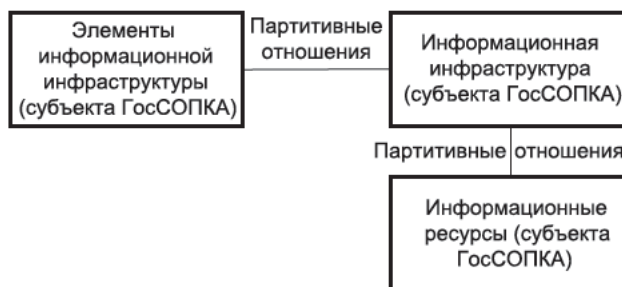 Элементы
информационной
инфраструктуры
(субъекта ГосСОПКА)
Партитивные
отношения
Информационная
инфраструктура
(субъекта ГосСОПКА)
Партитивные отношения
Информационные
ресурсы (субъекта
ГосСОПКА)